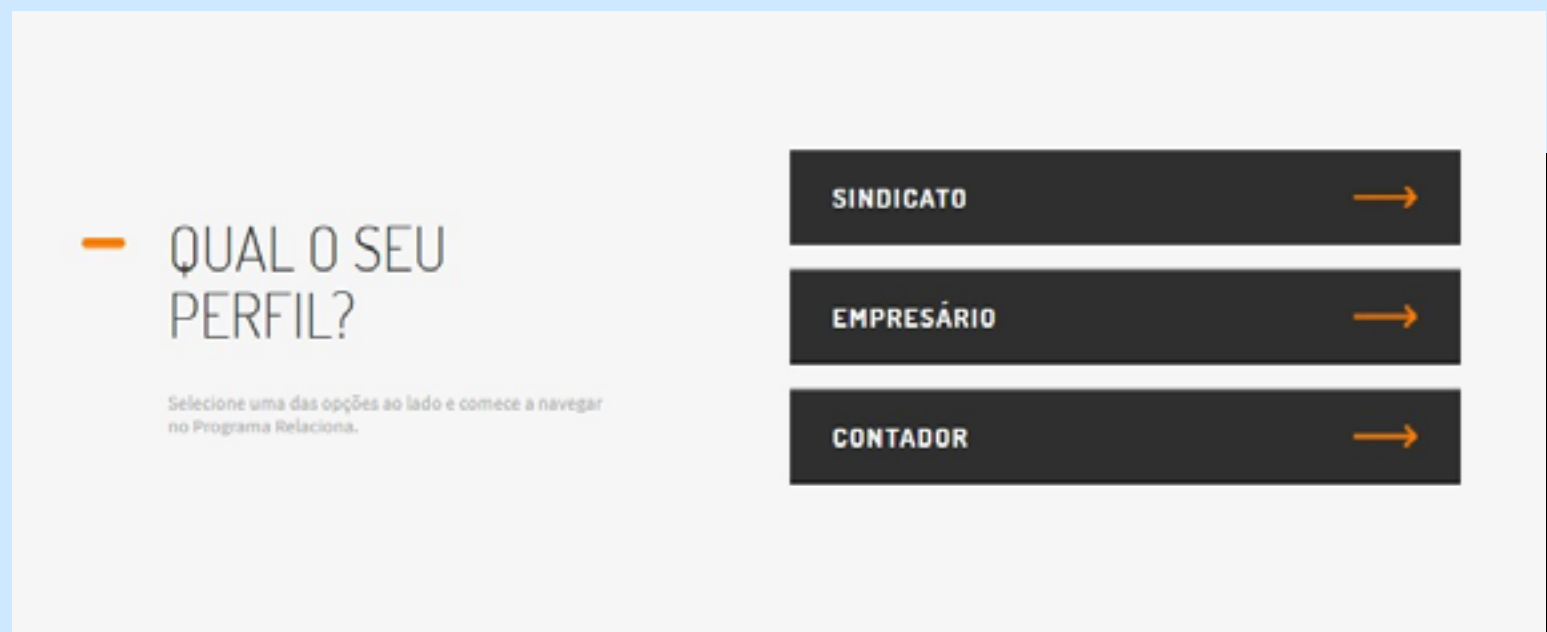 QUAL O SEU
PERFIL?
Selecione uma das opções ao lado e comece a navegar
no Programa Relaciona.
SINDICATO
EMPRESÁRIO
CONTADOR